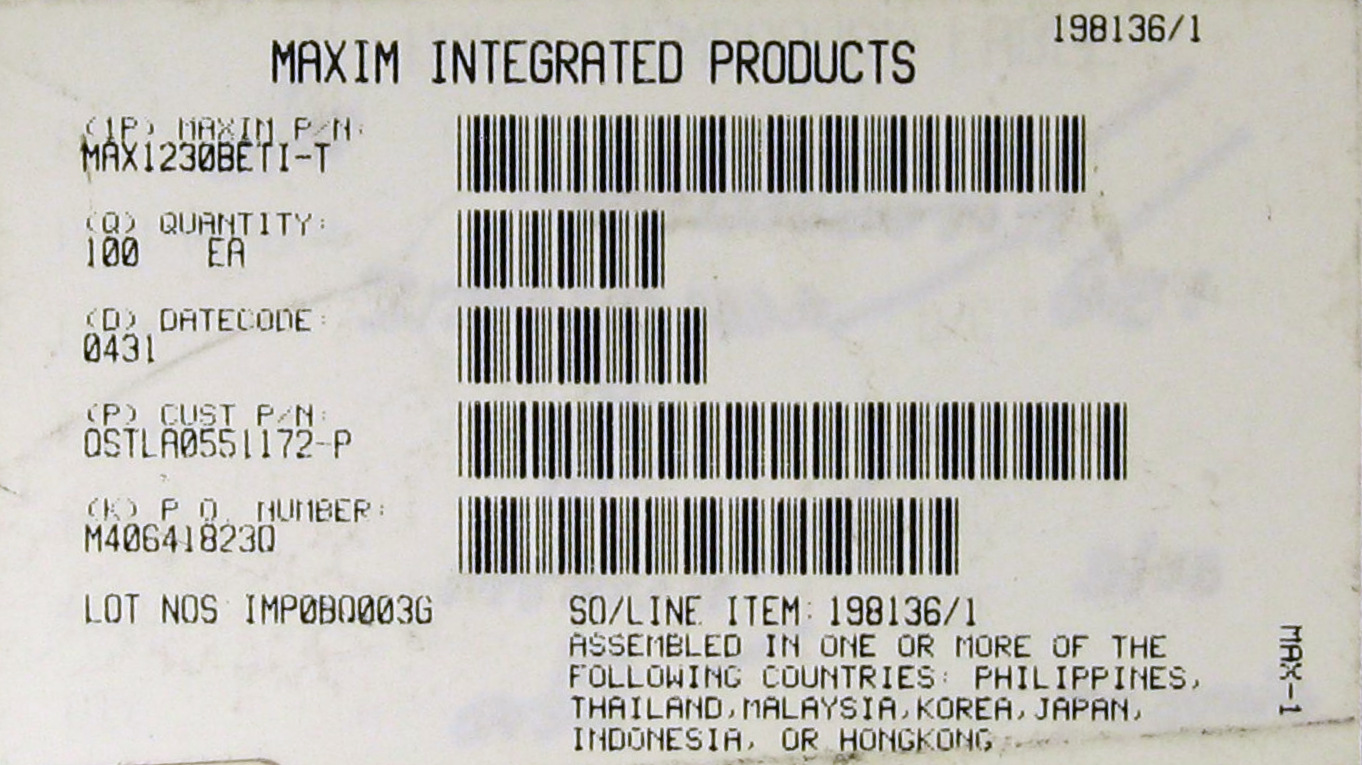 198136/1
MAXIM INTEGRATED PRODUCTS
(1P) MAXIM P/N:
MAX1230BETI-T
(Q) QUANTITY:
100 EA
(D) DATECODE:
0431
(P) CUST P/N:
QSTLA0551172-P
(K) P.O. NUMBER:
M40641823Q
LOT NOS IMP0BQ003G
SO/LINE ITEM: 198136/1
ASSEMBLED IN ONE OR MORE OF THE
FOLLOWING COUNTRIES: PHILIPPINES,
THAILAND,MALAYSIA,KOREA,JAPAN,
INDONESIA, OR HONGKONG
MAX-1